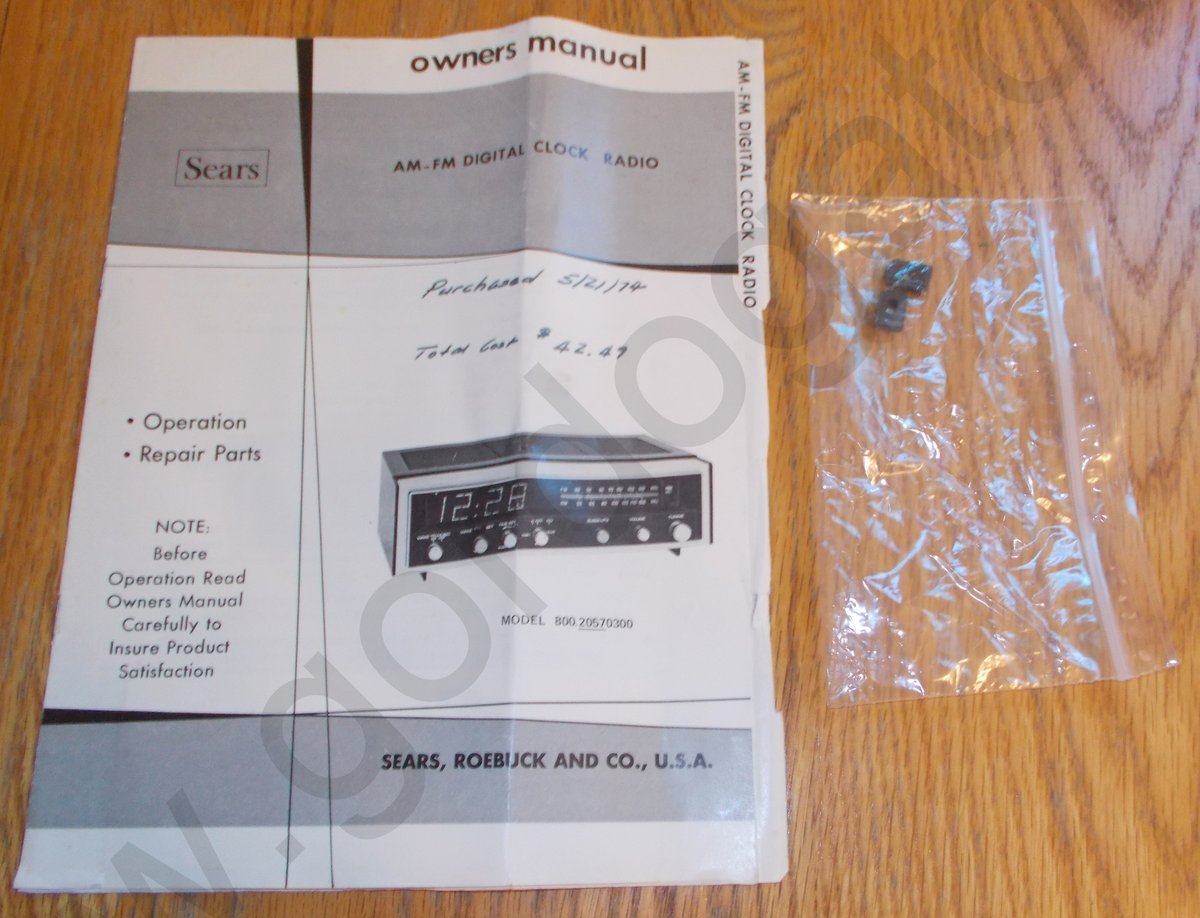 owners manual
AM-FM DIGITAL CLOCK RADIO
Sears
AM-FM DIGITAL CLOCK RADIO
Purchased 5/21/74
Total Cost $ 42.49
• Operation
• Repair Parts
12:28
NOTE:
Before
Operation Read
Owners Manual
Carefully to
Insure Product
Satisfaction
MODEL 800.20570300
SEARS, ROEBUCK AND CO., U.S.A.
w.gordogato